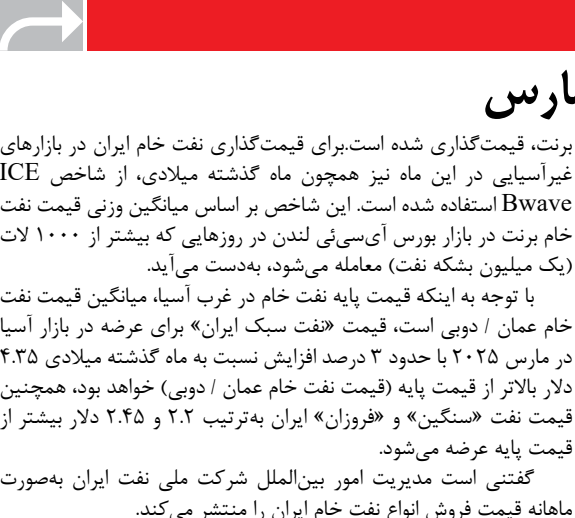 ارس
برنت، قیمت‌گذاری شده است.برای قیمت‌گذاری نفت خام ایران در بازارهای
غیرآسیایی در این ماه نیز همچون ماه گذشته میلادی، از شاخص ICE
Bwave استفاده شده است. این شاخص بر اساس میانگین وزنی قیمت نفت
خام برنت در بازار بورس آی‌سی‌ئی لندن در روزهایی که بیشتر از ۱۰۰۰ لات
(یک میلیون بشکه نفت) معامله می‌شود، به‌دست می‌آید.
با توجه به اینکه قیمت پایه نفت خام در غرب آسیا، میانگین قیمت نفت
خام عمان / دوبی است، قیمت «نفت سبک ایران» برای عرضه در بازار آسیا
در مارس ۲۰۲۵ با حدود ۳ درصد افزایش نسبت به ماه گذشته میلادی ۴.۳۵
دلار بالاتر از قیمت پایه (قیمت نفت خام عمان / دوبی) خواهد بود، همچنین
قیمت نفت «سنگین» و «فروزان» ایران به‌ترتیب ۲.۲ و ۲.۴۵ دلار بیشتر از
قیمت پایه عرضه می‌شود.
گفتنی است مدیریت امور بین‌الملل شرکت ملی نفت ایران به‌صورت
ماهانه قیمت فروش انواع نفت خام ایران را منتشر می‌کند.